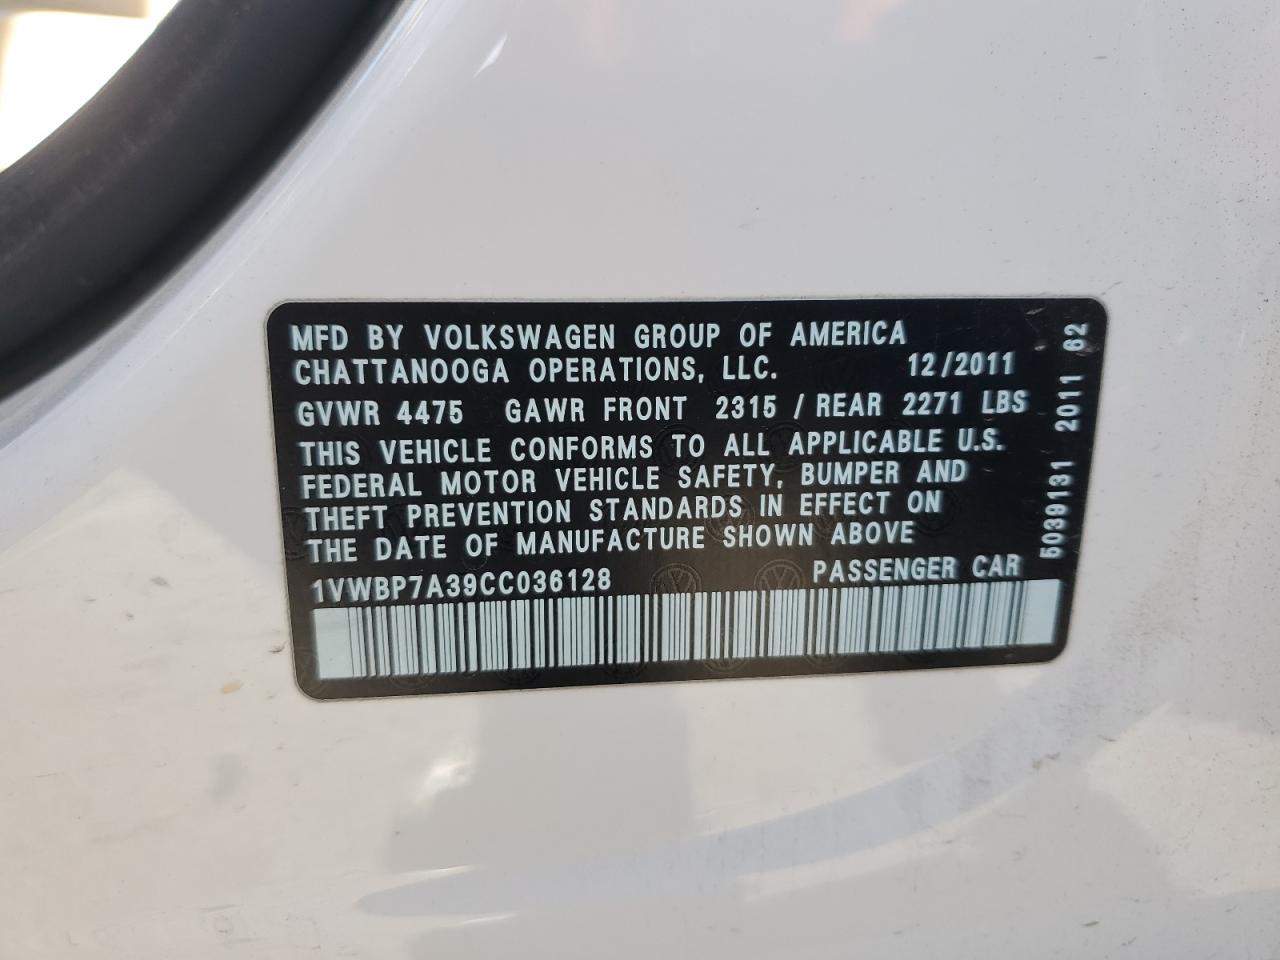 MFD BY VOLKSWAGEN GROUP OF AMERICA
CHATTANOOGA OPERATIONS, LLC. 12/2011
GVWR 4475 GAWR FRONT 2315 / REAR 2271 LBS
THIS VEHICLE CONFORMS TO ALL APPLICABLE U.S.
FEDERAL MOTOR VEHICLE SAFETY, BUMPER AND
THEFT PREVENTION STANDARDS IN EFFECT ON
THE DATE OF MANUFACTURE SHOWN ABOVE
1VWBP7A39CC036128 PASSENGER CAR
5039131 2011 62